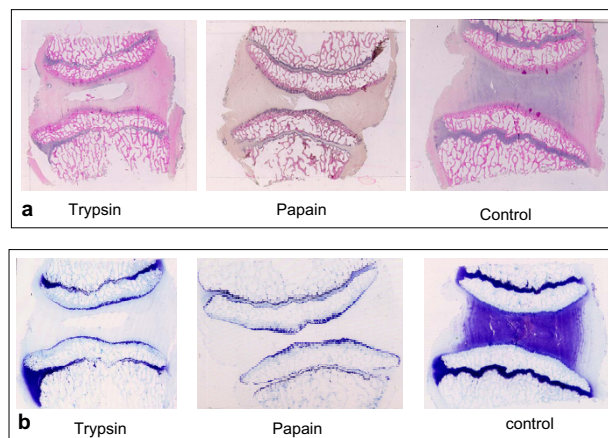 a
Trypsin
Papain
Control
b
Trypsin
Papain
control